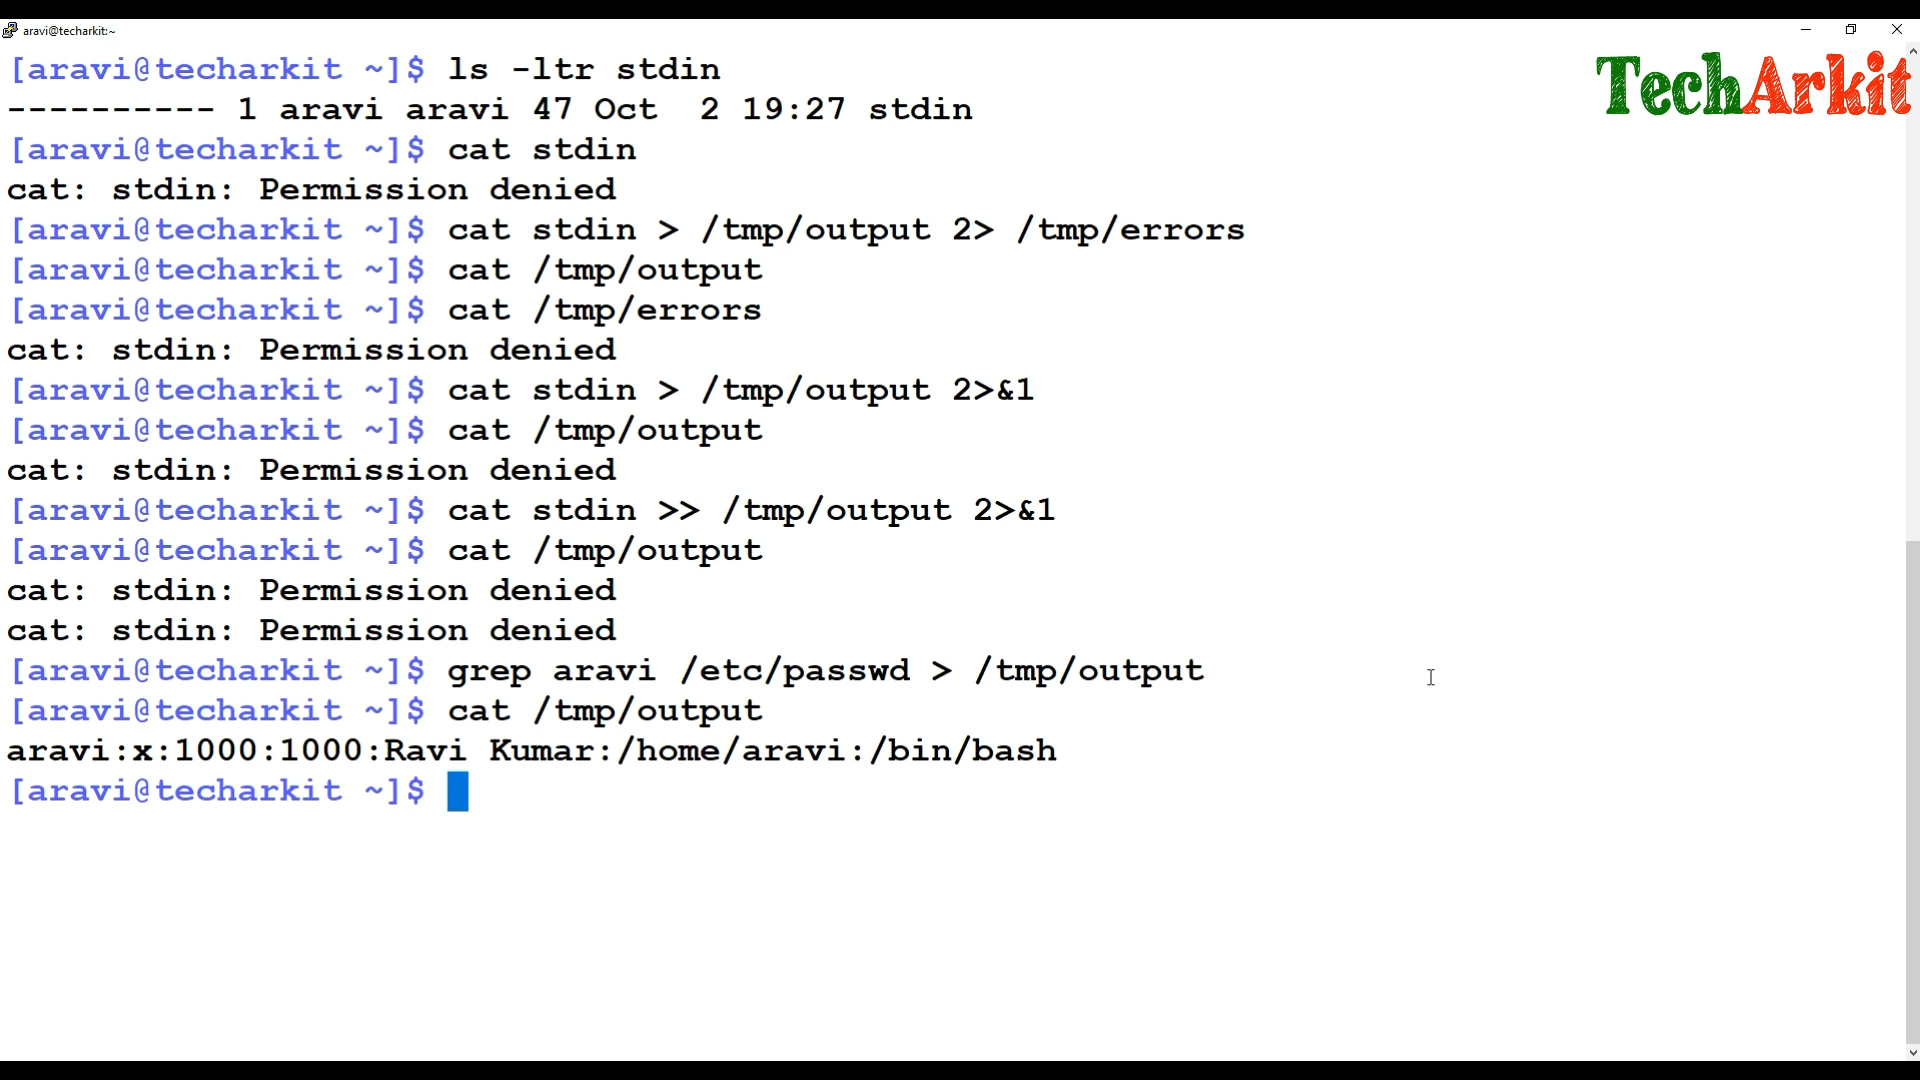 aravi@techarkit:~
TechArkit
[aravi@techarkit ~]$ ls -ltr stdin
---------- 1 aravi aravi 47 Oct  2 19:27 stdin
[aravi@techarkit ~]$ cat stdin
cat: stdin: Permission denied
[aravi@techarkit ~]$ cat stdin > /tmp/output 2> /tmp/errors
[aravi@techarkit ~]$ cat /tmp/output
[aravi@techarkit ~]$ cat /tmp/errors
cat: stdin: Permission denied
[aravi@techarkit ~]$ cat stdin > /tmp/output 2>&1
[aravi@techarkit ~]$ cat /tmp/output
cat: stdin: Permission denied
[aravi@techarkit ~]$ cat stdin >> /tmp/output 2>&1
[aravi@techarkit ~]$ cat /tmp/output
cat: stdin: Permission denied
cat: stdin: Permission denied
[aravi@techarkit ~]$ grep aravi /etc/passwd > /tmp/output
[aravi@techarkit ~]$ cat /tmp/output
aravi:x:1000:1000:Ravi Kumar:/home/aravi:/bin/bash
[aravi@techarkit ~]$